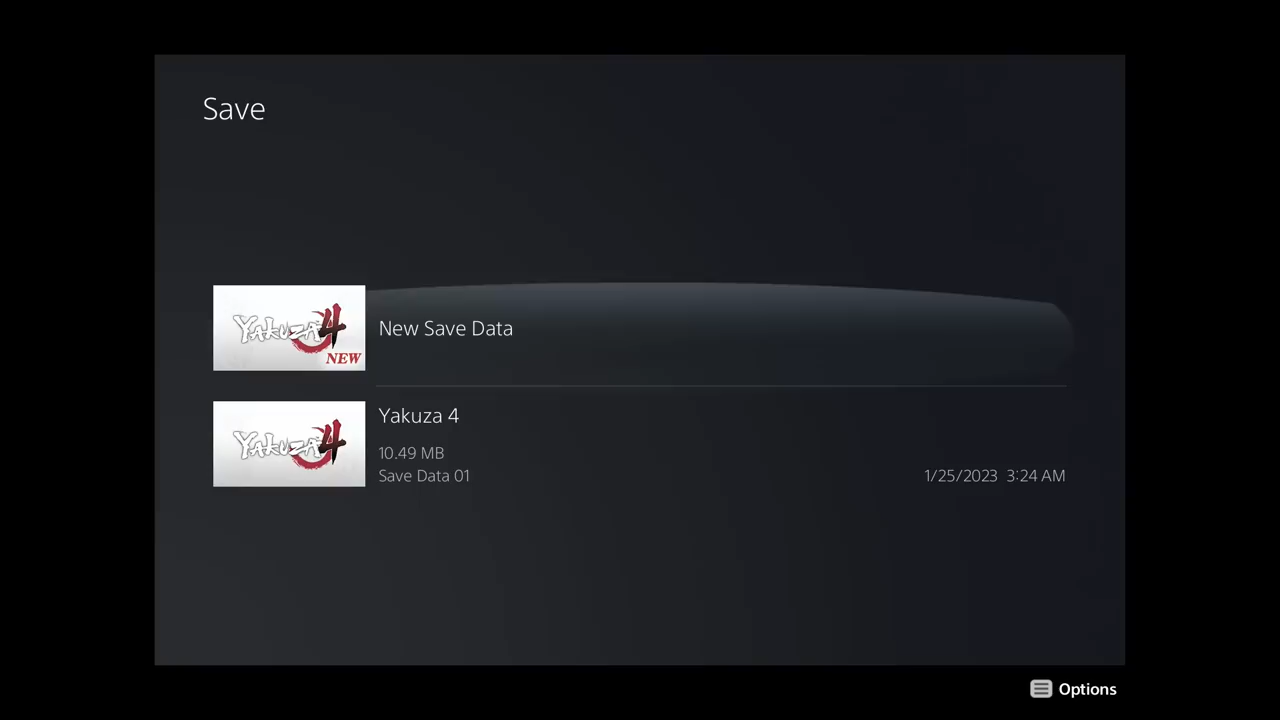 Save
Yakuza 4
NEW
New Save Data
Yakuza 4
Yakuza 4
10.49 MB
Save Data 01
1/25/2023 3:24 AM
Options